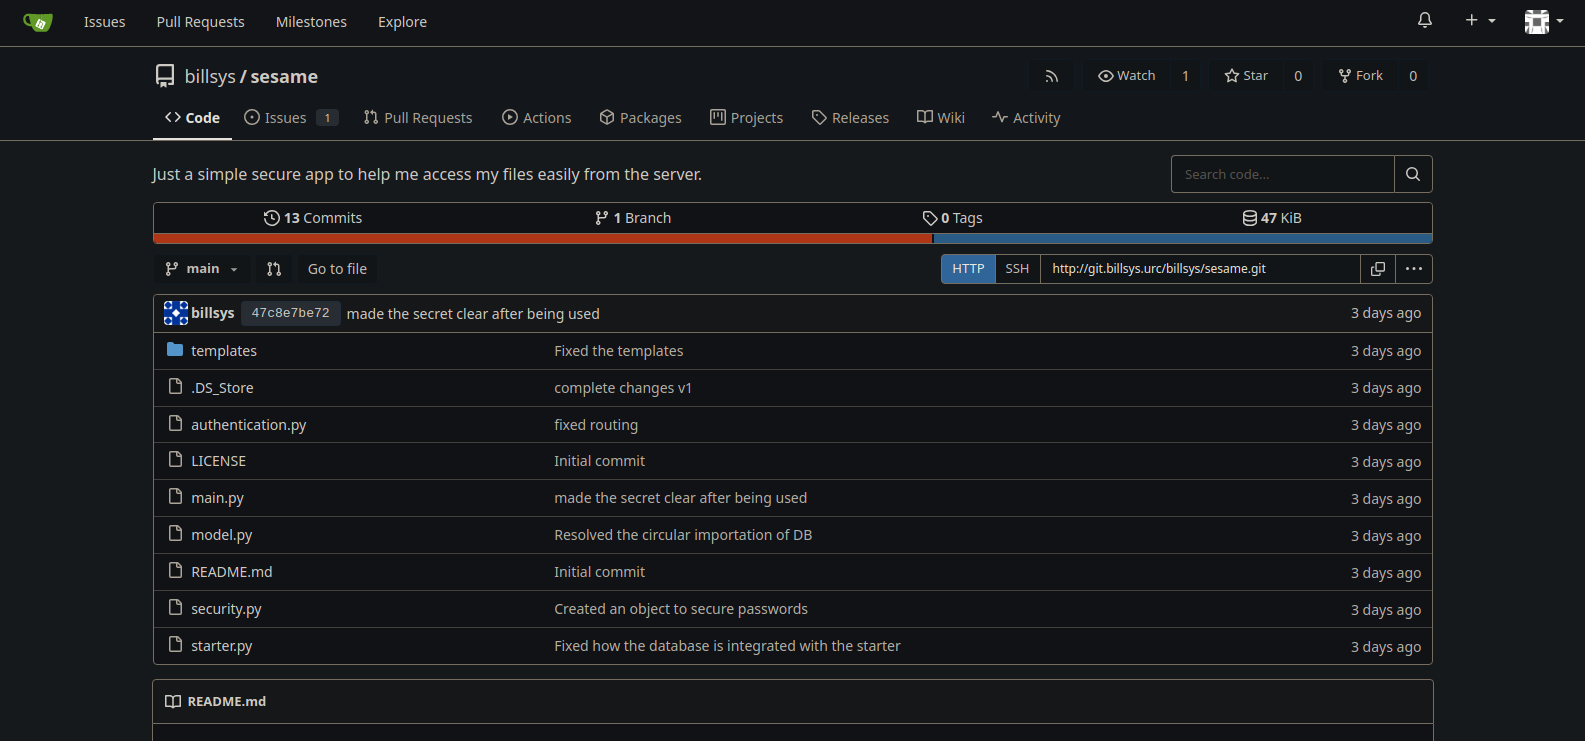 Issues Pull Requests Milestones Explore
billsys / sesame Watch 1 Star 0 Fork 0
Code Issues 1 Pull Requests Actions Packages Projects Releases Wiki Activity
Just a simple secure app to help me access my files easily from the server. Search code...
13 Commits 1 Branch 0 Tags 47 KiB
main Go to file HTTP SSH http://git.billsys.urc/billsys/sesame.git
billsys 47c8e7be72 made the secret clear after being used 3 days ago
templates Fixed the templates 3 days ago
.DS_Store complete changes v1 3 days ago
authentication.py fixed routing 3 days ago
LICENSE Initial commit 3 days ago
main.py made the secret clear after being used 3 days ago
model.py Resolved the circular importation of DB 3 days ago
README.md Initial commit 3 days ago
security.py Created an object to secure passwords 3 days ago
starter.py Fixed how the database is integrated with the starter 3 days ago
README.md